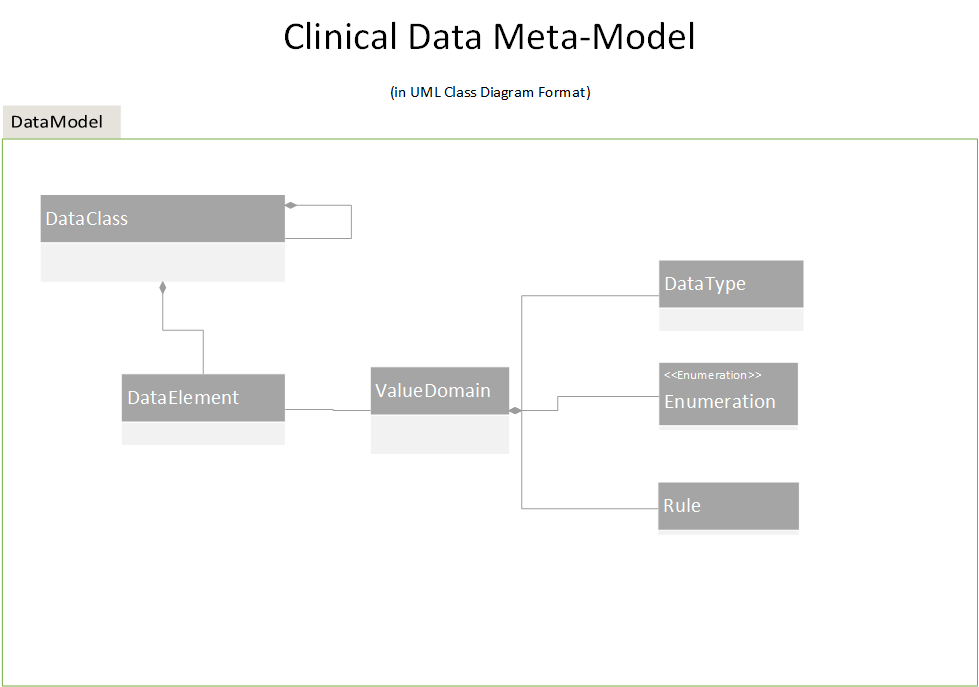 Clinical Data Meta-Model
(in UML Class Diagram Format)
DataModel
DataClass
DataType
<<Enumeration>>
Enumeration
DataElement
ValueDomain
Rule